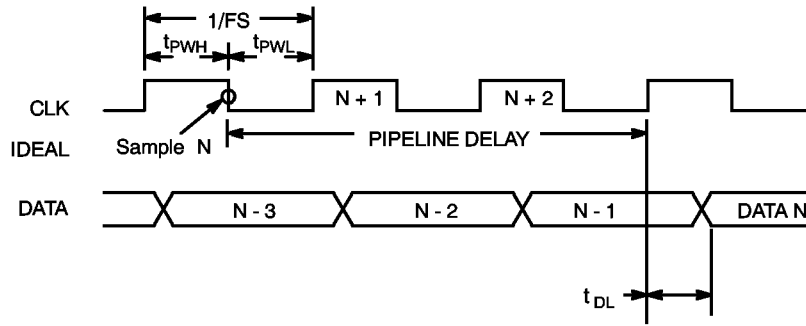 1/FS
tPWH tPWL
CLK N + 1 N + 2
Sample N
IDEAL PIPELINE DELAY
DATA N - 3 N - 2 N - 1 DATA N
tDL